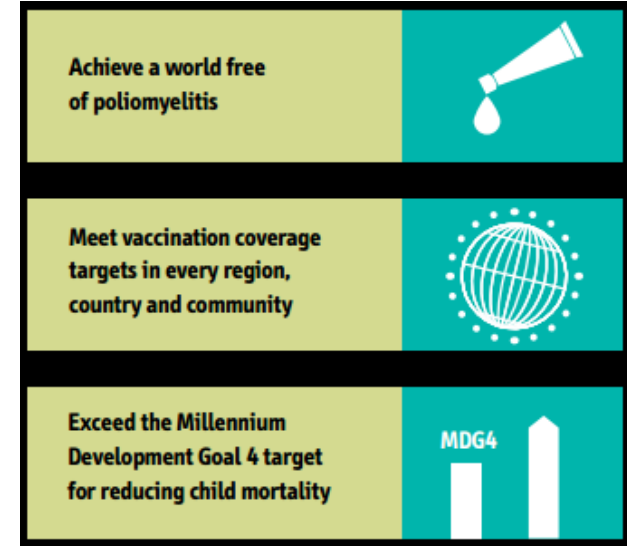 Achieve a world free
of poliomyelitis
Meet vaccination coverage
targets in every region,
country and community
Exceed the Millennium
Development Goal 4 target
for reducing child mortality
MDG4